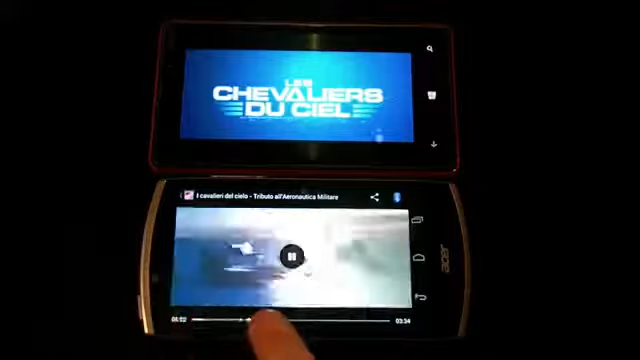 LES
CHEVALIERS
DU CIEL
I cavalieri del cielo - Tributo all'Aeronautica Militare
acer
03:34